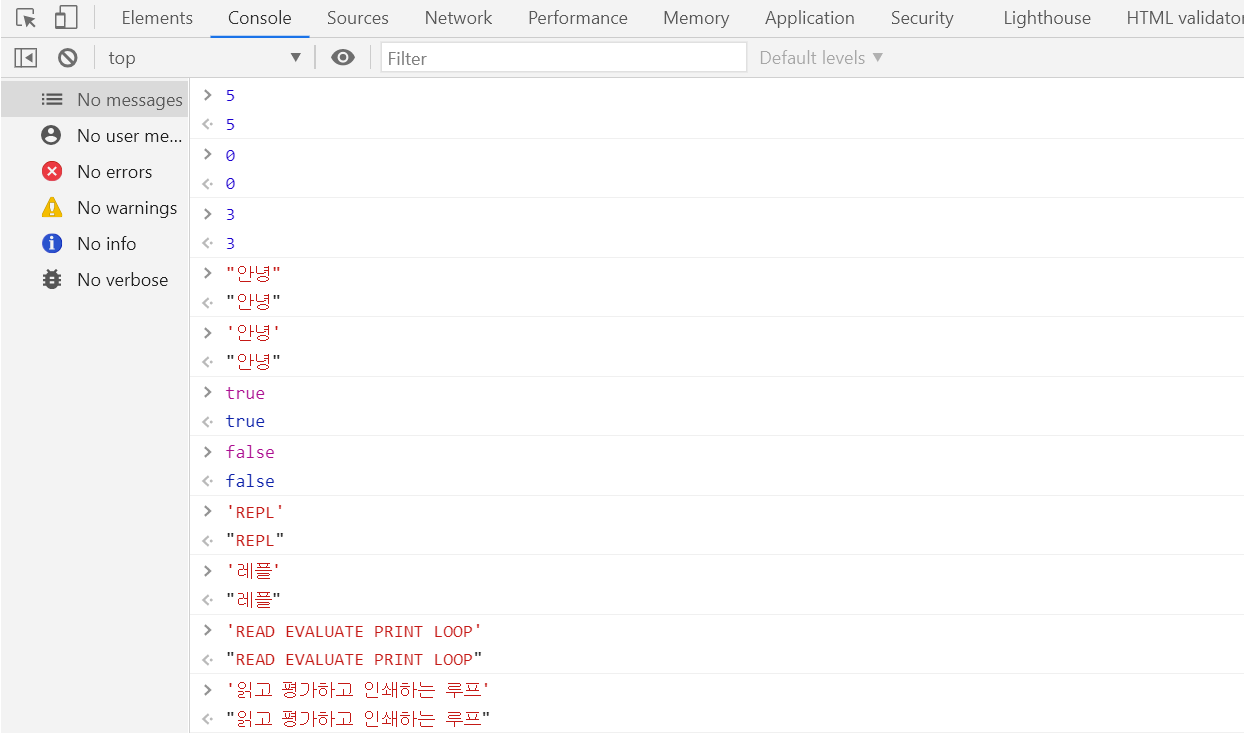 Elements Console Sources Network Performance Memory Application Security Lighthouse HTML validator
top ▼ Filter Default levels ▼
No messages
No user me...
No errors
No warnings
No info
No verbose
> 5
<· 5
> 0
<· 0
> 3
<· 3
> "안녕"
<· "안녕"
> '안녕'
<· "안녕"
> true
<· true
> false
<· false
> 'REPL'
<· "REPL"
> '레플'
<· "레플"
> 'READ EVALUATE PRINT LOOP'
<· "READ EVALUATE PRINT LOOP"
> '읽고 평가하고 인쇄하는 루프'
<· "읽고 평가하고 인쇄하는 루프"